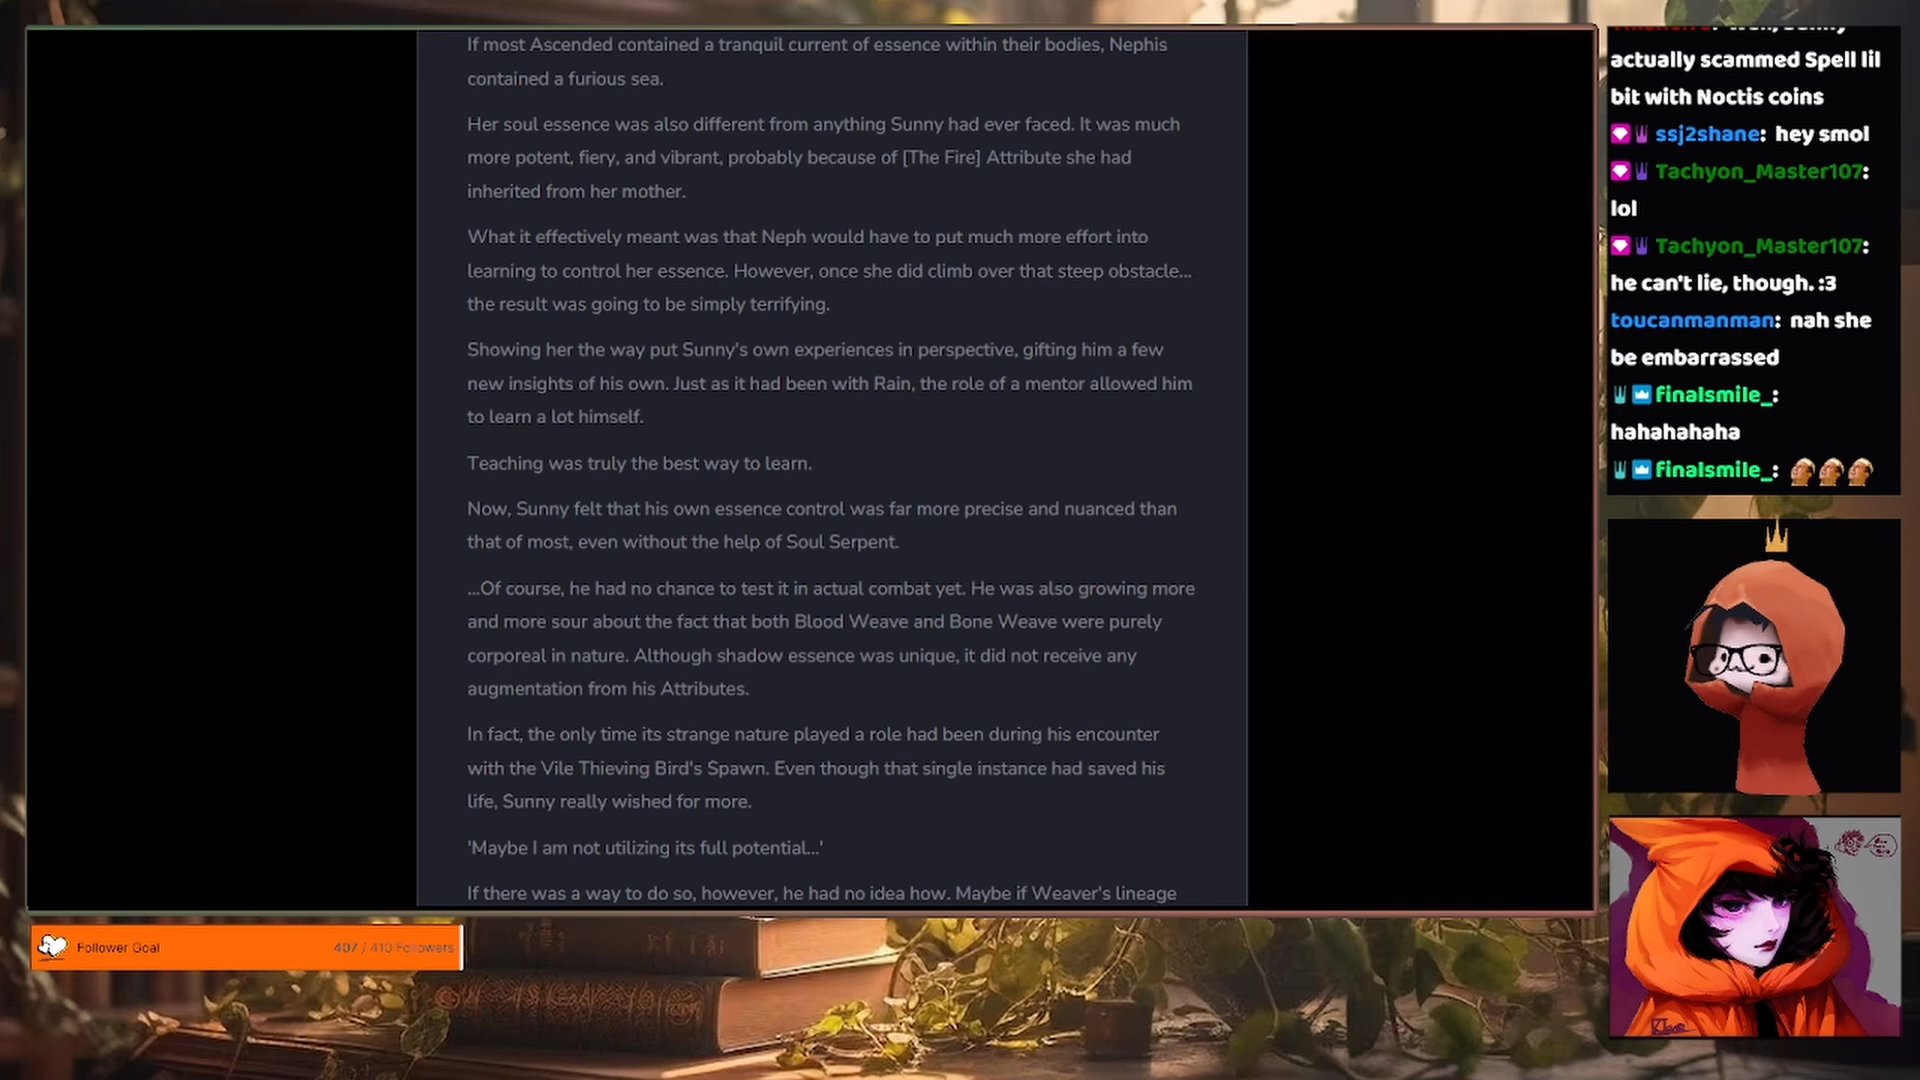 If most Ascended contained a tranquil current of essence within their bodies, Nephis
contained a furious sea.
Her soul essence was also different from anything Sunny had ever faced. It was much
more potent, fiery, and vibrant, probably because of [The Fire] Attribute she had
inherited from her mother.
What it effectively meant was that Neph would have to put much more effort into
learning to control her essence. However, once she did climb over that steep obstacle...
the result was going to be simply terrifying.
Showing her the way put Sunny's own experiences in perspective, gifting him a few
new insights of his own. Just as it had been with Rain, the role of a mentor allowed him
to learn a lot himself.
Teaching was truly the best way to learn.
Now, Sunny felt that his own essence control was far more precise and nuanced than
that of most, even without the help of Soul Serpent.
...Of course, he had no chance to test it in actual combat yet. He was also growing more
and more sour about the fact that both Blood Weave and Bone Weave were purely
corporeal in nature. Although shadow essence was unique, it did not receive any
augmentation from his Attributes.
In fact, the only time its strange nature played a role had been during his encounter
with the Vile Thieving Bird's Spawn. Even though that single instance had saved his
life, Sunny really wished for more.
'Maybe I am not utilizing its full potential...'
If there was a way to do so, however, he had no idea how. Maybe if Weaver's lineage
actually scammed Spell lil
bit with Noctis coins
ssj2shane: hey smol
Tachyon_Master107:
lol
Tachyon_Master107:
he can't lie, though. :3
toucanmanman: nah she
be embarrassed
finalsmile_:
hahahahaha
finalsmile_:
Follower Goal
407 / 410 Followers